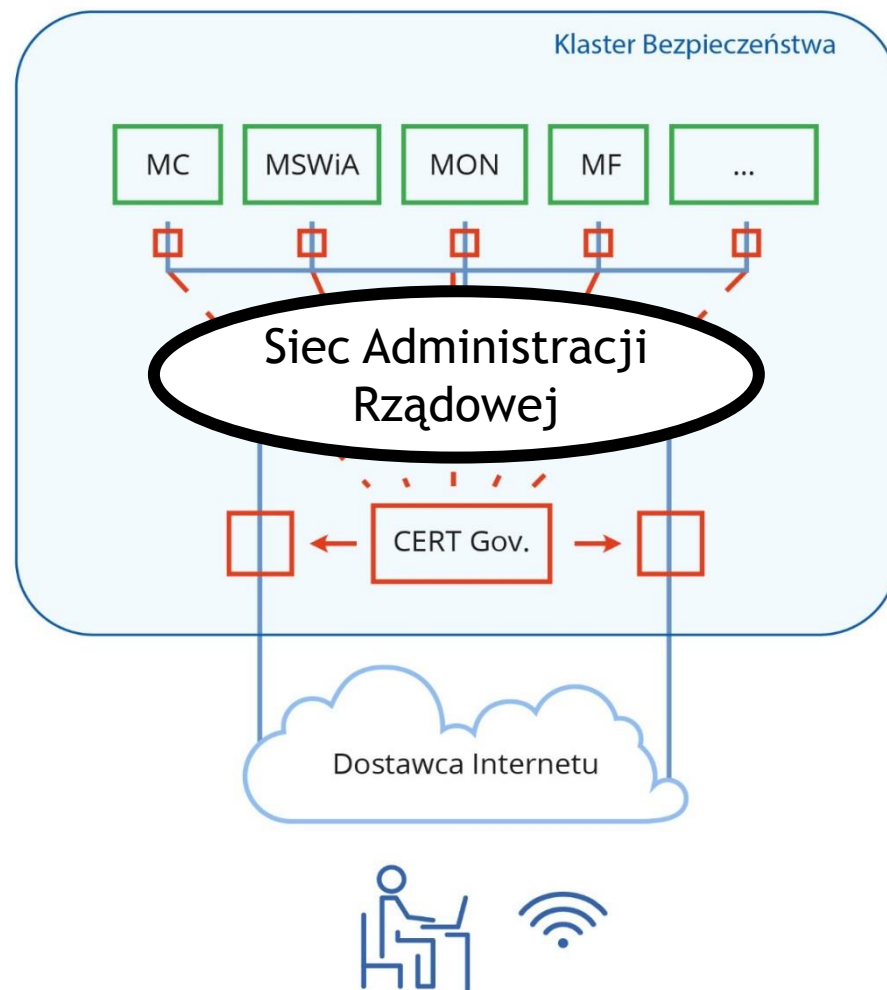 Klaster Bezpieczeństwa
MC
MSWiA
MON
MF
...
Siec Administracji
Rządowej
CERT Gov.
Dostawca Internetu